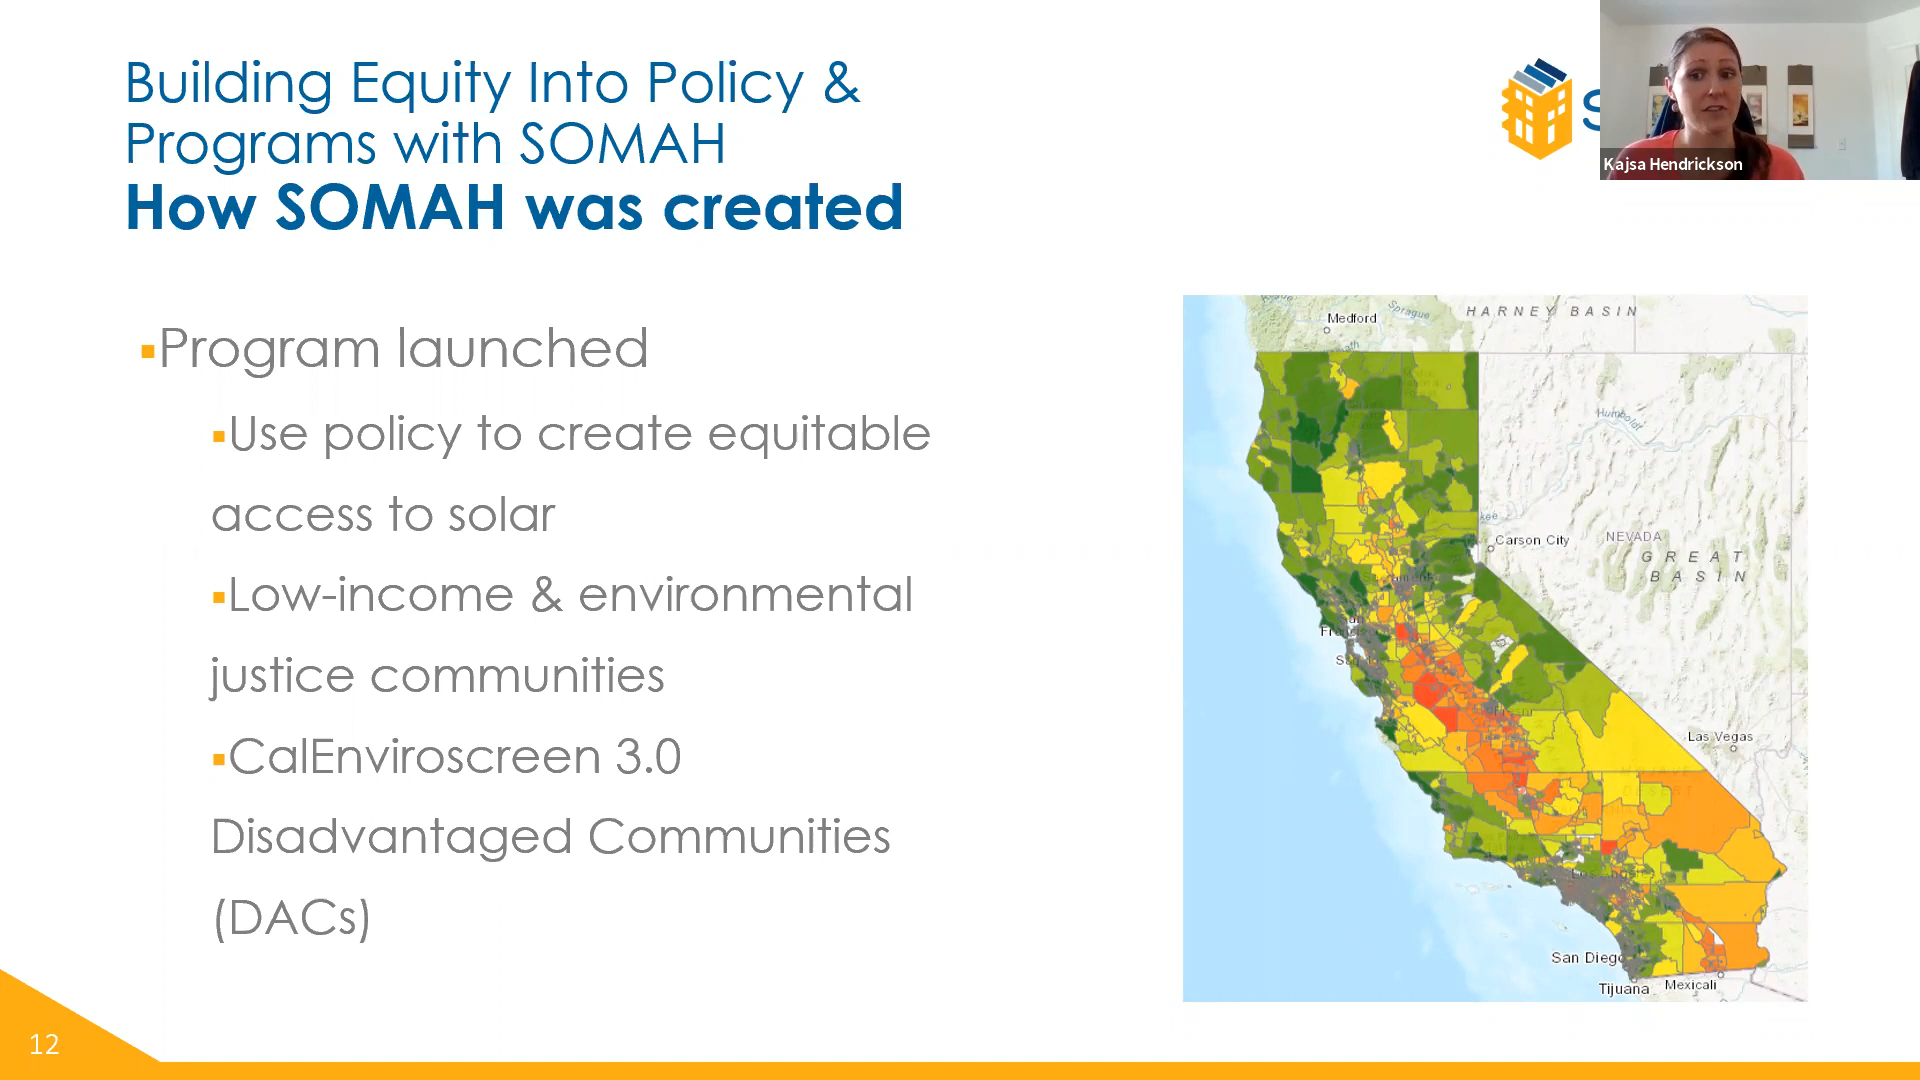 Building Equity Into Policy &
Programs with SOMAH
How SOMAH was created
S
Kajsa Hendrickson
▪Program launched
▪Use policy to create equitable
access to solar
▪Low-income & environmental
justice communities
▪CalEnviroscreen 3.0
Disadvantaged Communities
(DACs)
Medford
Sprague
HARNEY BASIN
Humboldt
Carson City
NEVADA
GREAT
BASIN
Las Vegas
San Diego
Tijuana
Mexicali
12